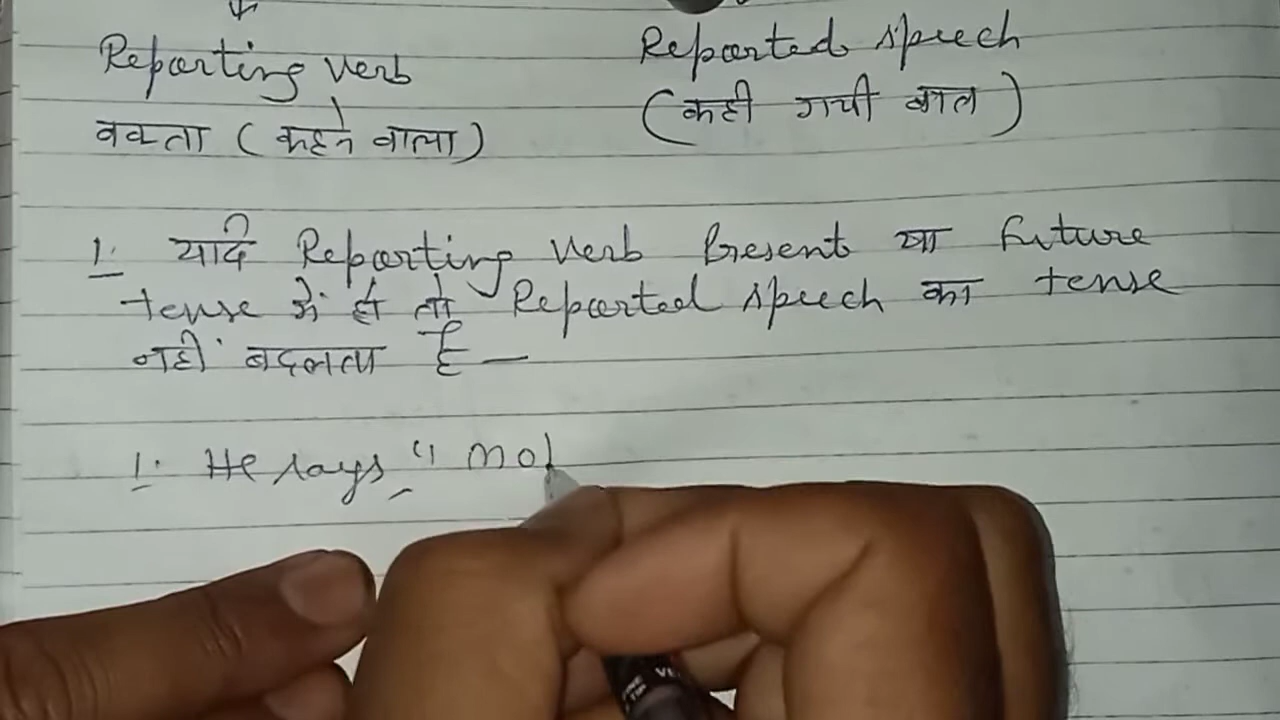 Reporting Verb
Reported speech
वक्ता (कहने वाला)
(कही गयी बात)
1. यदि Reporting Verb Present या future
tense में हो तो Reported speech का tense
नहीं बदलता है —
1. He says, "Moh